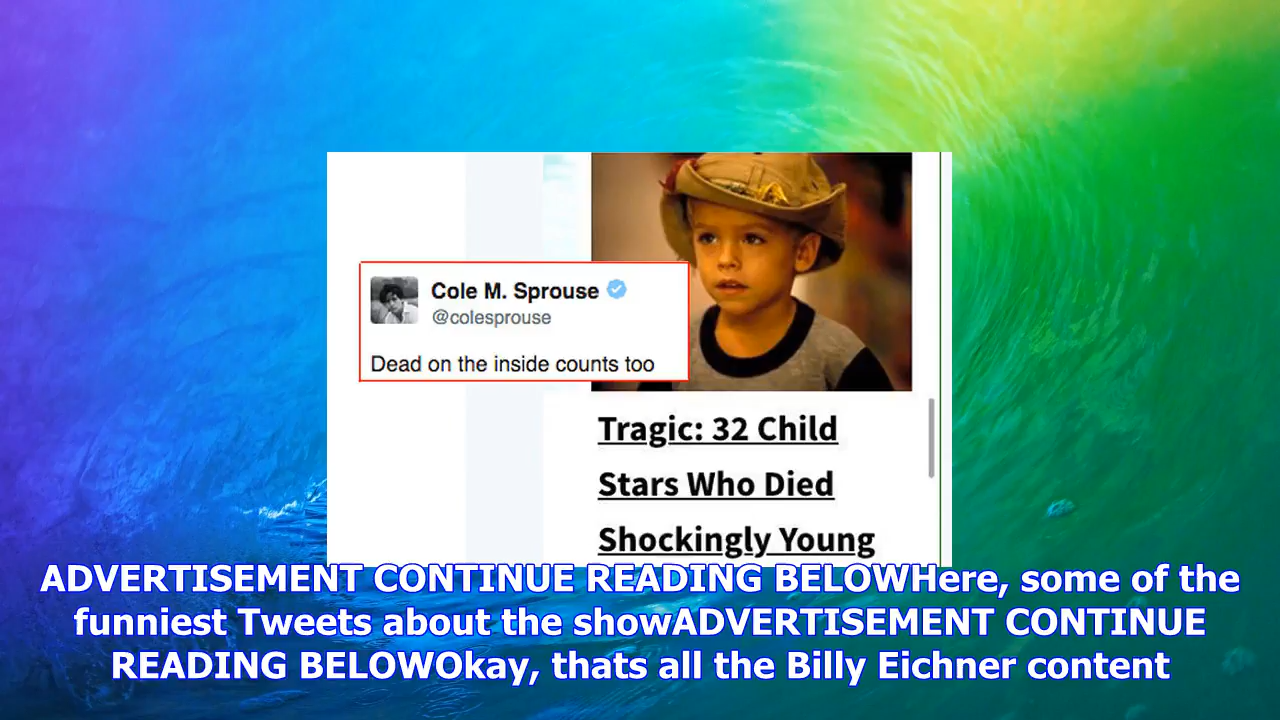 Cole M. Sprouse
@colesprouse
Dead on the inside counts too
Tragic: 32 Child
Stars Who Died
Shockingly Young
ADVERTISEMENT CONTINUE READING BELOWHere, some of the
funniest Tweets about the showADVERTISEMENT CONTINUE
READING BELOWOkay, thats all the Billy Eichner content